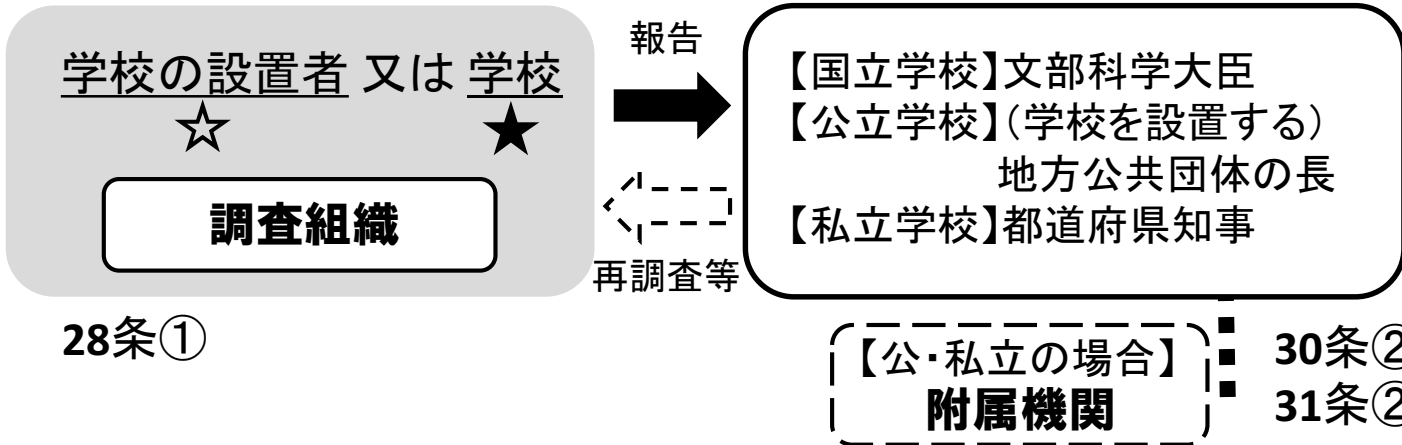 学校の設置者 又は 学校
☆ ★
調査組織
28条①
報告
再調査等
【国立学校】文部科学大臣
【公立学校】(学校を設置する)
地方公共団体の長
【私立学校】都道府県知事
【公・私立の場合】
附属機関
30条②
31条②